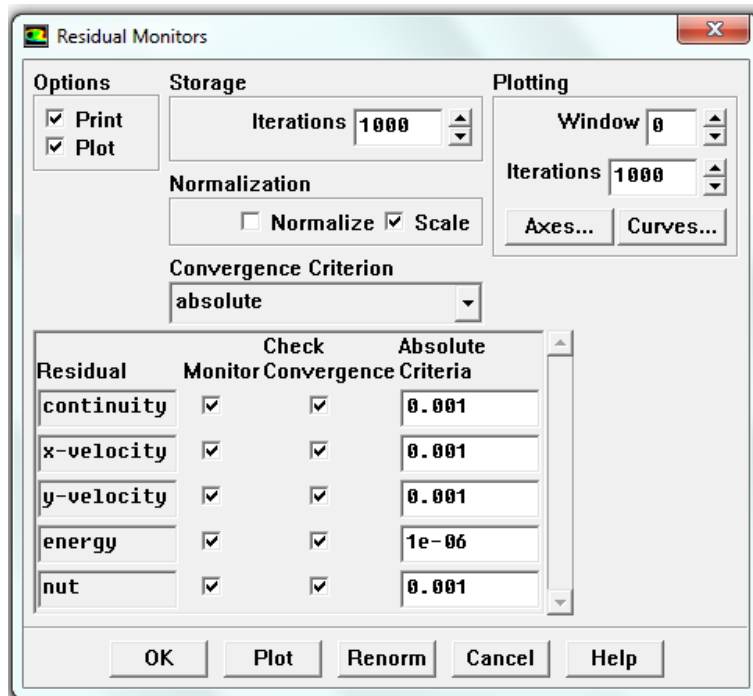 Residual Monitors
Options
Print
Plot
Storage
Iterations 1000
Normalization
Normalize Scale
Convergence Criterion
absolute
Plotting
Window 0
Iterations 1000
Axes... Curves...
Residual Monitor Check Convergence Absolute Criteria
continuity 0.001
x-velocity 0.001
y-velocity 0.001
energy 1e-06
nut 0.001
OK Plot Renorm Cancel Help